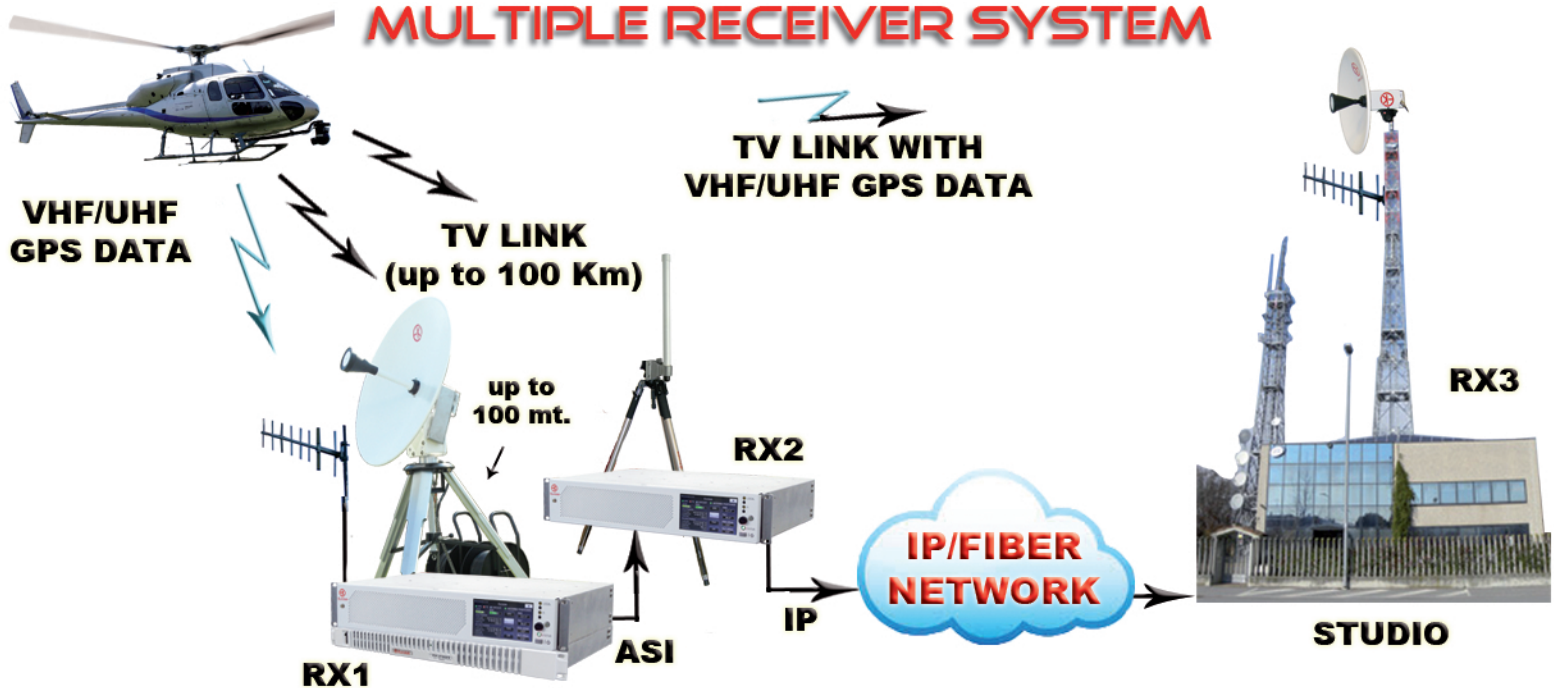 MULTIPLE RECEIVER SYSTEM
TV LINK WITH
VHF/UHF GPS DATA
VHF/UHF
GPS DATA
TV LINK
(up to 100 Km)
up to
100 mt.
RX3
RX2
IP/FIBER
NETWORK
IP
ASI
RX1
STUDIO
1